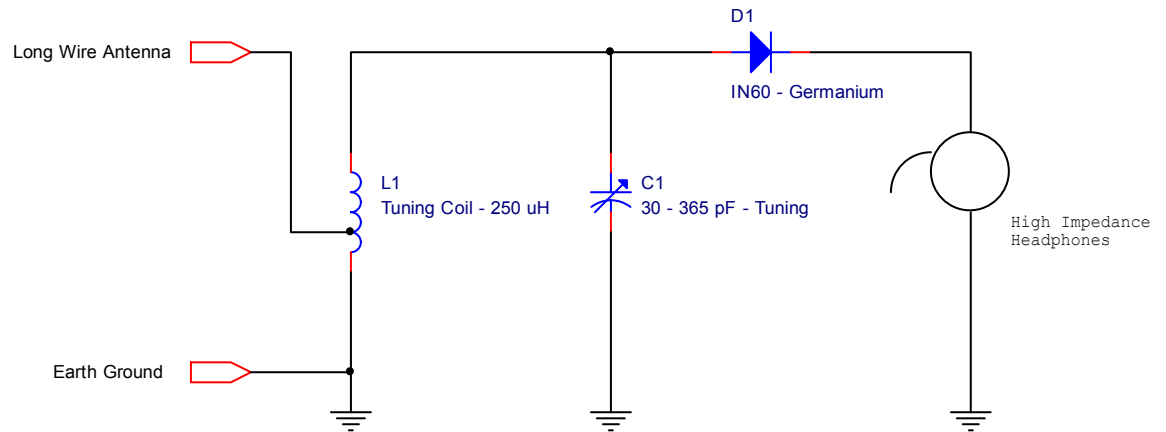 Long Wire Antenna
D1
IN60 - Germanium
L1
Tuning Coil - 250 uH
C1
30 - 365 pF - Tuning
High Impedance
Headphones
Earth Ground